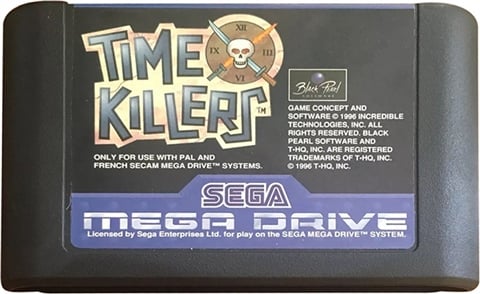 TIME
KILLERS™
XII
IX
III
VI
Black Pearl
SOFTWARE
GAME CONCEPT AND
SOFTWARE © 1996 INCREDIBLE
TECHNOLOGIES, INC. ALL
RIGHTS RESERVED. BLACK
PEARL SOFTWARE AND
T-HQ, INC. ARE REGISTERED
TRADEMARKS OF T-HQ, INC.
© 1996 T-HQ, INC.
ONLY FOR USE WITH PAL AND
FRENCH SECAM MEGA DRIVE™ SYSTEMS.
SEGA
MEGA DRIVE
Licensed by Sega Enterprises Ltd. for play on the SEGA MEGA DRIVE™ SYSTEM.